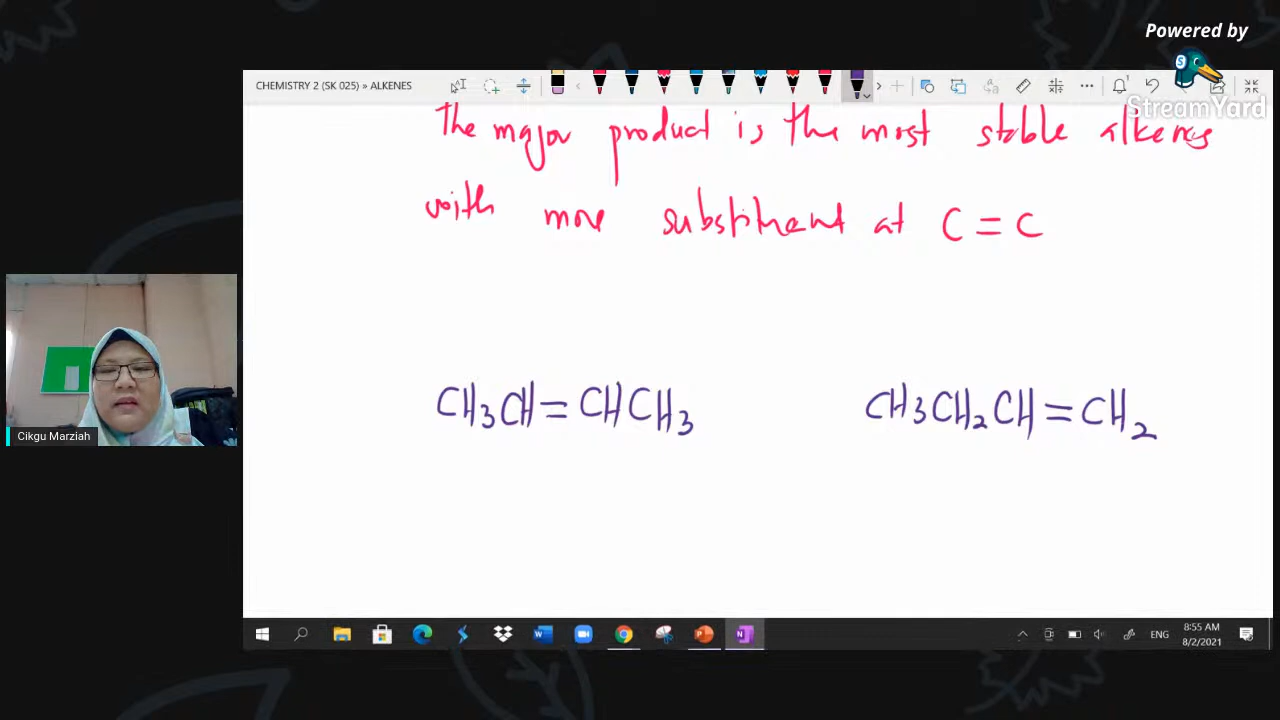 Powered by
StreamYard
CHEMISTRY 2 (SK 025) » ALKENES
The major product is the most stable alkenes
with more substituent at C=C
CH₃CH=CHCH₃
CH₃CH₂CH=CH₂
Cikgu Marziah
ENG
8:55 AM
8/2/2021